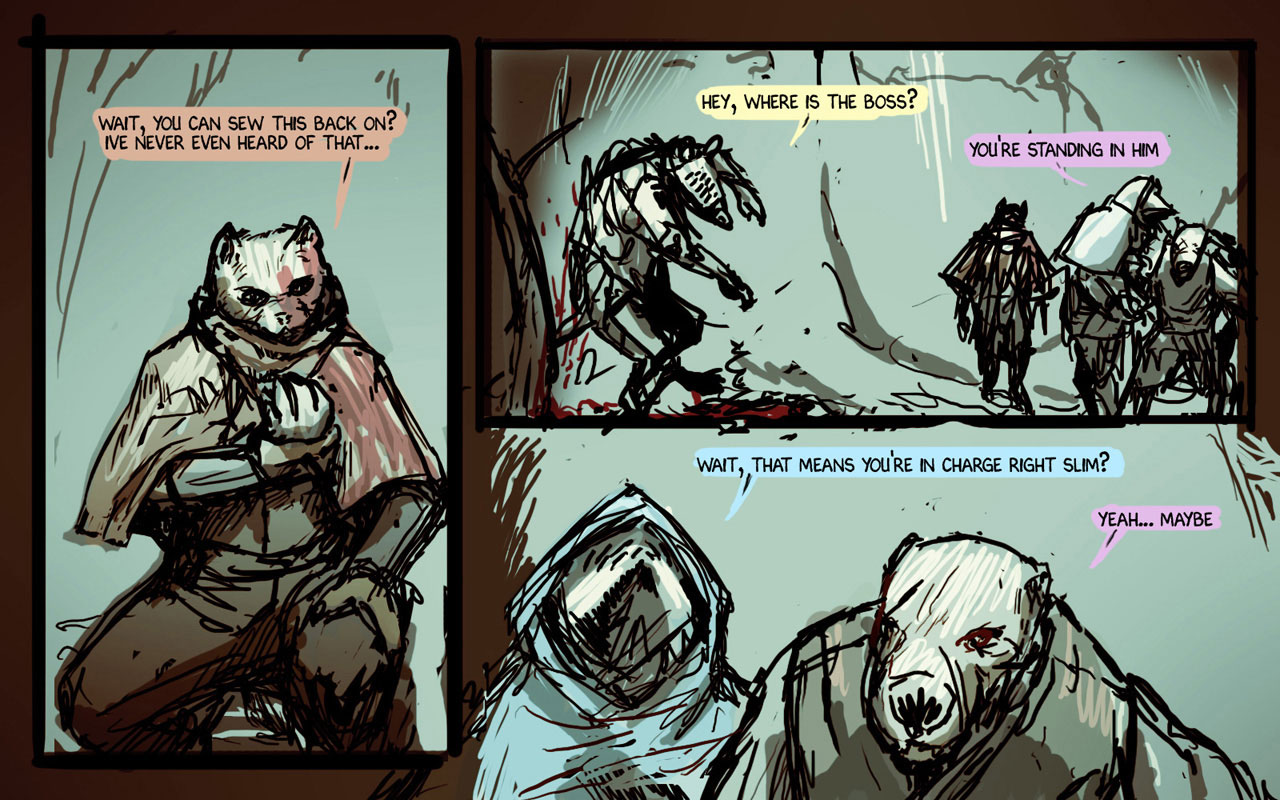 WAIT, YOU CAN SEW THIS BACK ON?
IVE NEVER EVEN HEARD OF THAT...
HEY, WHERE IS THE BOSS?
YOU'RE STANDING IN HIM
WAIT, THAT MEANS YOU'RE IN CHARGE RIGHT SLIM?
YEAH... MAYBE